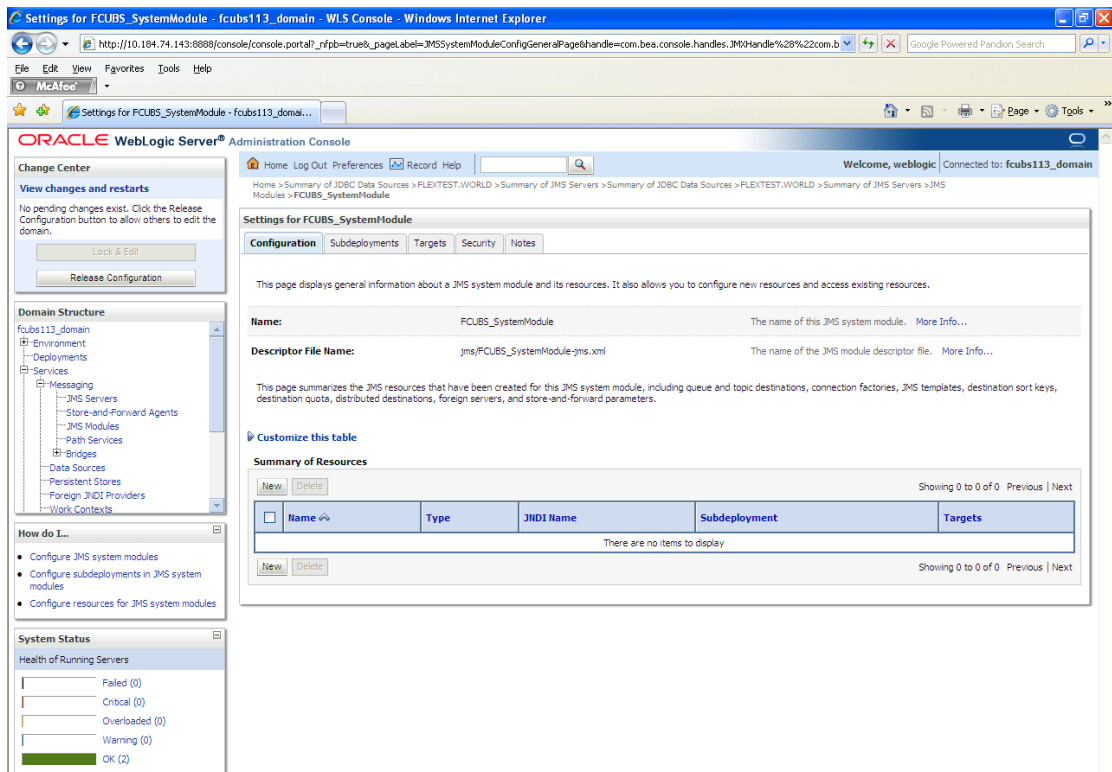 Settings for FCUBS_SystemModule - fcubs113_domain - WLS Console - Windows Internet Explorer
http://10.184.74.143:8888/console/console.portal?_nfpb=true&_pageLabel=JMSSystemModuleConfigGeneralPage&handle=com.bea.console.handles.JMXHandle%28%22com.b
Google Powered Pandion Search
File Edit View Favorites Tools Help
McAfee
Settings for FCUBS_SystemModule - fcubs113_domai...
Page Tools
ORACLE WebLogic Server® Administration Console
Change Center
View changes and restarts
No pending changes exist. Click the Release
Configuration button to allow others to edit the
domain.
Lock & Edit
Release Configuration
Domain Structure
fcubs113_domain
Environment
Deployments
Services
Messaging
JMS Servers
Store-and-Forward Agents
JMS Modules
Path Services
Bridges
Data Sources
Persistent Stores
Foreign JNDI Providers
Work Contexts
How do I...
Configure JMS system modules
Configure subdeployments in JMS system
modules
Configure resources for JMS system modules
System Status
Health of Running Servers
Failed (0)
Critical (0)
Overloaded (0)
Warning (0)
OK (2)
Home Log Out Preferences Record Help
Welcome, weblogic Connected to: fcubs113_domain
Home >Summary of JDBC Data Sources >FLEXTEST.WORLD >Summary of JMS Servers >Summary of JDBC Data Sources >FLEXTEST.WORLD >Summary of JMS Servers >JMS
Modules >FCUBS_SystemModule
Settings for FCUBS_SystemModule
Configuration Subdeployments Targets Security Notes
This page displays general information about a JMS system module and its resources. It also allows you to configure new resources and access existing resources.
Name: FCUBS_SystemModule The name of this JMS system module. More Info...
Descriptor File Name: jms/FCUBS_SystemModule-jms.xml The name of the JMS module descriptor file. More Info...
This page summarizes the JMS resources that have been created for this JMS system module, including queue and topic destinations, connection factories, JMS templates, destination sort keys,
destination quota, distributed destinations, foreign servers, and store-and-forward parameters.
Customize this table
Summary of Resources
New Delete Showing 0 to 0 of 0 Previous | Next
Name Type JNDI Name Subdeployment Targets
There are no items to display
New Delete Showing 0 to 0 of 0 Previous | Next